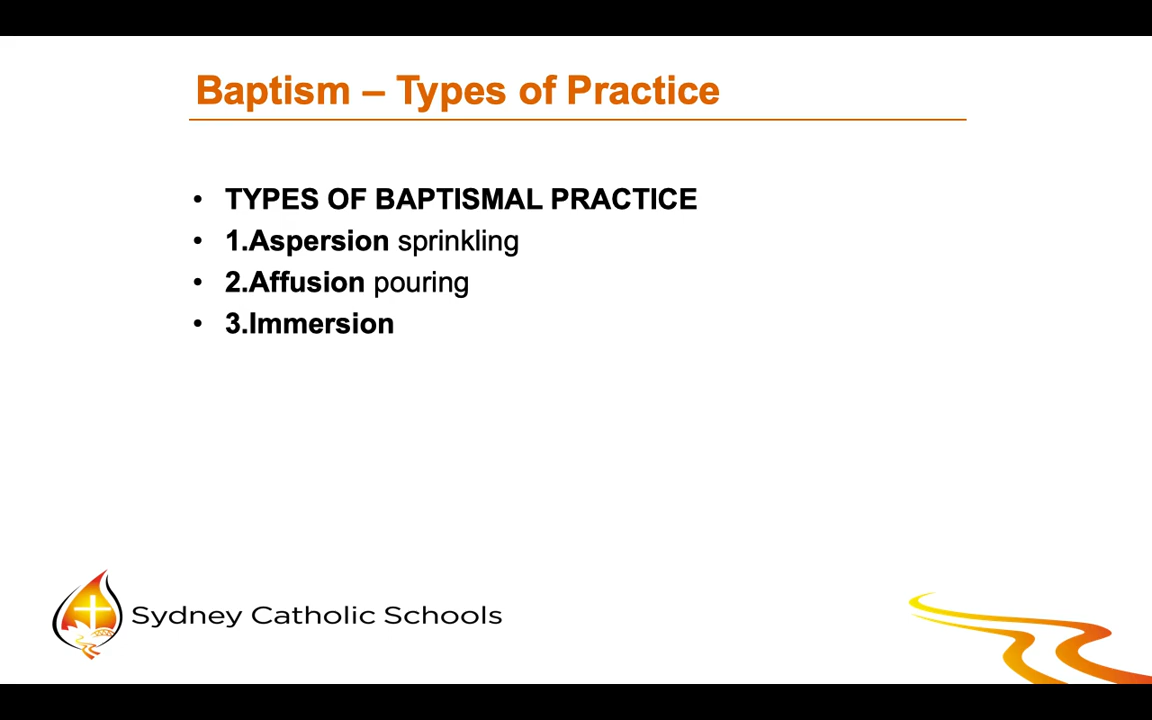 Baptism – Types of Practice
• TYPES OF BAPTISMAL PRACTICE
• 1.Aspersion sprinkling
• 2.Affusion pouring
• 3.Immersion
Sydney Catholic Schools